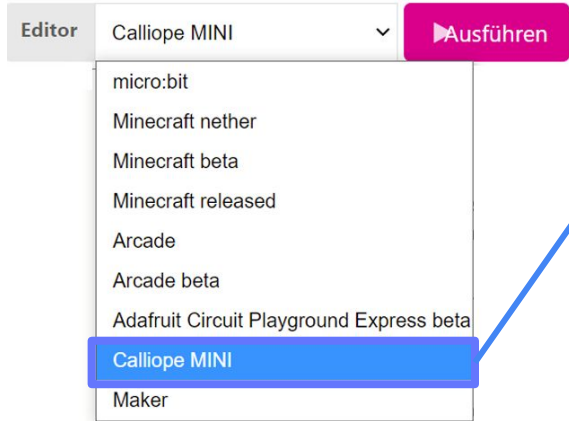 Editor Calliope MINI Ausführen
micro:bit
Minecraft nether
Minecraft beta
Minecraft released
Arcade
Arcade beta
Adafruit Circuit Playground Express beta
Calliope MINI
Maker